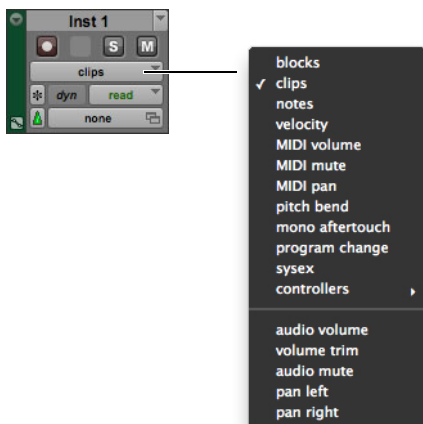 Inst 1
S M
clips
dyn read
none
blocks
✓ clips
notes
velocity
MIDI volume
MIDI mute
MIDI pan
pitch bend
mono aftertouch
program change
sysex
controllers
audio volume
volume trim
audio mute
pan left
pan right